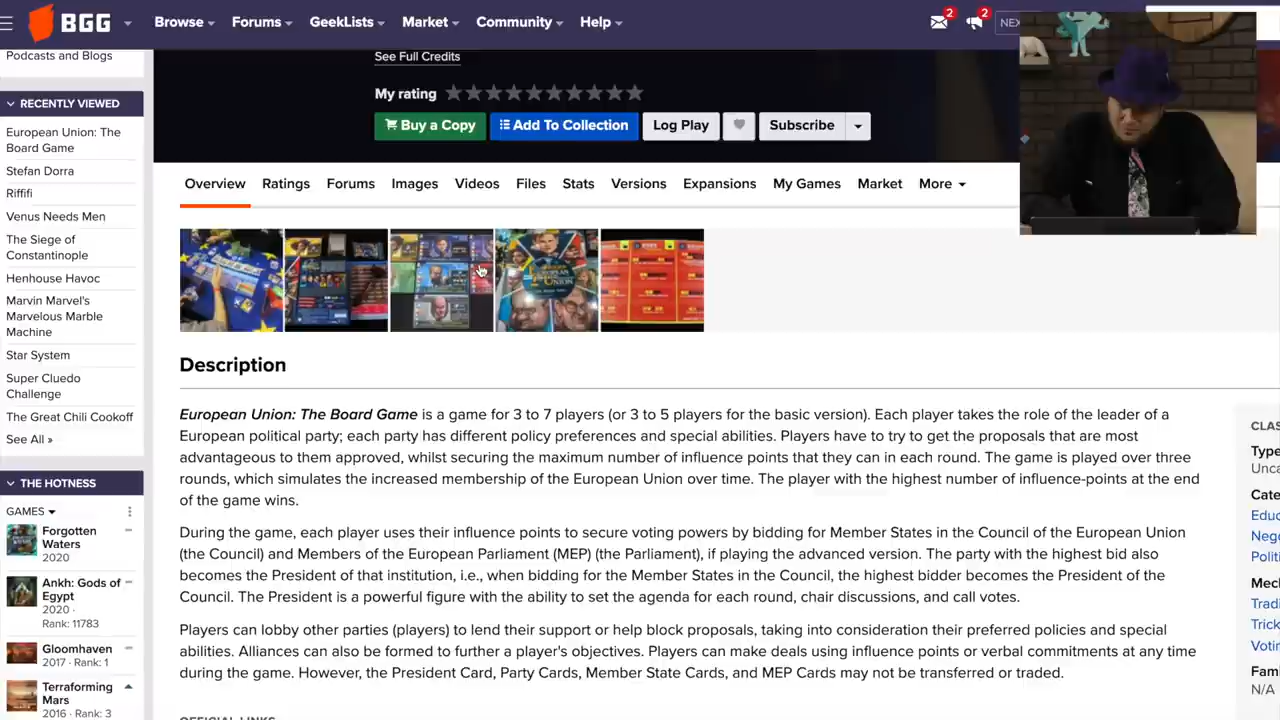 BGG
Browse
Forums
GeekLists
Market
Community
Help
2
2
NEX
Podcasts and Blogs
RECENTLY VIEWED
European Union: The
Board Game
Stefan Dorra
Riffifi
Venus Needs Men
The Siege of
Constantinople
Henhouse Havoc
Marvin Marvel's
Marvelous Marble
Machine
Star System
Super Cluedo
Challenge
The Great Chili Cookoff
See All »
THE HOTNESS
GAMES
Forgotten
Waters
2020
Ankh: Gods of
Egypt
2020 ·
Rank: 11783
Gloomhaven
2017 · Rank: 1
Terraforming
Mars
2016 · Rank: 3
See Full Credits
My rating
Buy a Copy
Add To Collection
Log Play
Subscribe
Overview
Ratings
Forums
Images
Videos
Files
Stats
Versions
Expansions
My Games
Market
More
Description
European Union: The Board Game is a game for 3 to 7 players (or 3 to 5 players for the basic version). Each player takes the role of the leader of a
European political party; each party has different policy preferences and special abilities. Players have to try to get the proposals that are most
advantageous to them approved, whilst securing the maximum number of influence points that they can in each round. The game is played over three
rounds, which simulates the increased membership of the European Union over time. The player with the highest number of influence-points at the end
of the game wins.
During the game, each player uses their influence points to secure voting powers by bidding for Member States in the Council of the European Union
(the Council) and Members of the European Parliament (MEP) (the Parliament), if playing the advanced version. The party with the highest bid also
becomes the President of that institution, i.e., when bidding for the Member States in the Council, the highest bidder becomes the President of the
Council. The President is a powerful figure with the ability to set the agenda for each round, chair discussions, and call votes.
Players can lobby other parties (players) to lend their support or help block proposals, taking into consideration their preferred policies and special
abilities. Alliances can also be formed to further a player's objectives. Players can make deals using influence points or verbal commitments at any time
during the game. However, the President Card, Party Cards, Member State Cards, and MEP Cards may not be transferred or traded.
CLAS
Type
Unca
Cate
Educ
Nego
Politi
Mech
Tradi
Trick
Votin
Fami
N/A